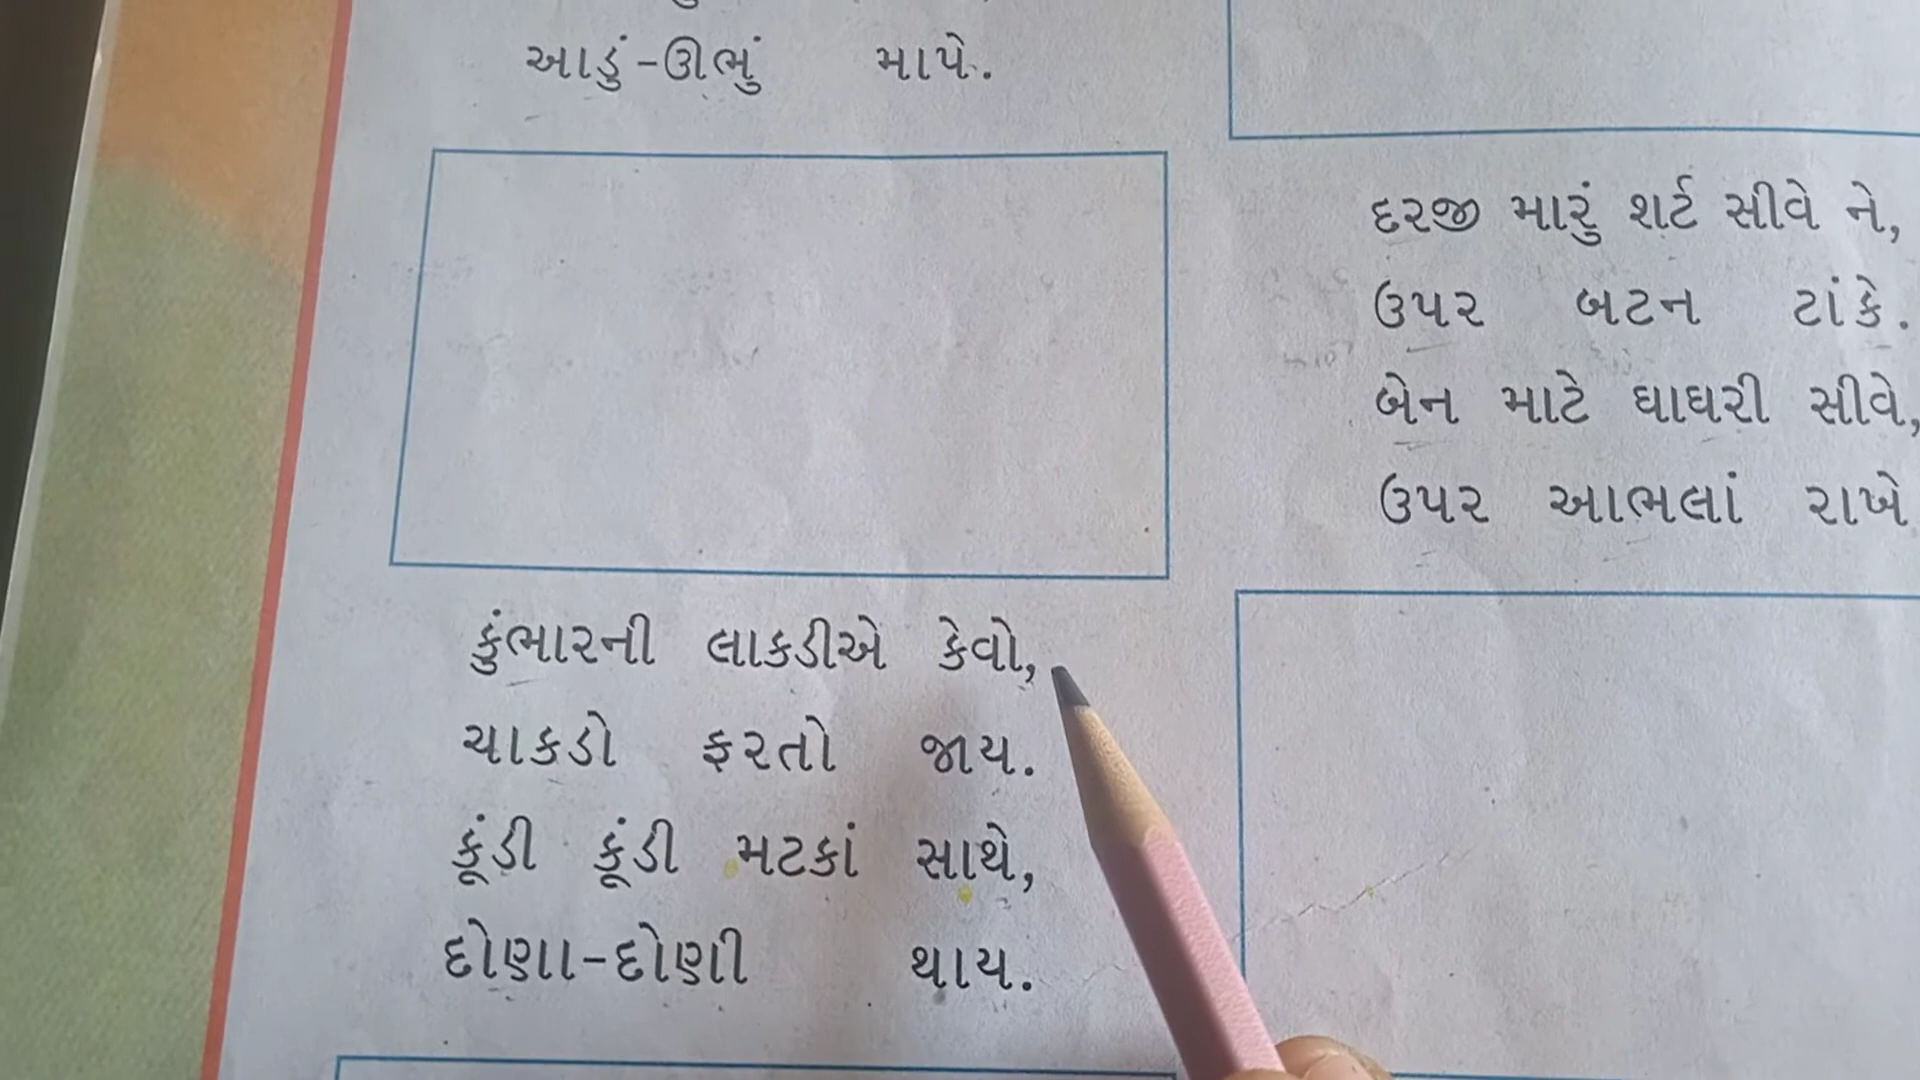 આડું-ઊભું માપે.
દરજી મારું શર્ટ સીવે ને,
ઉપર બટન ટાંકે.
બેન માટે ઘાઘરી સીવે,
ઉપર આભલાં રાખે
કુંભારની લાકડીએ કેવો,
ચાકડો ફરતો જાય.
કૂંડી કૂંડી મટકાં સાથે,
દોણા-દોણી થાય.